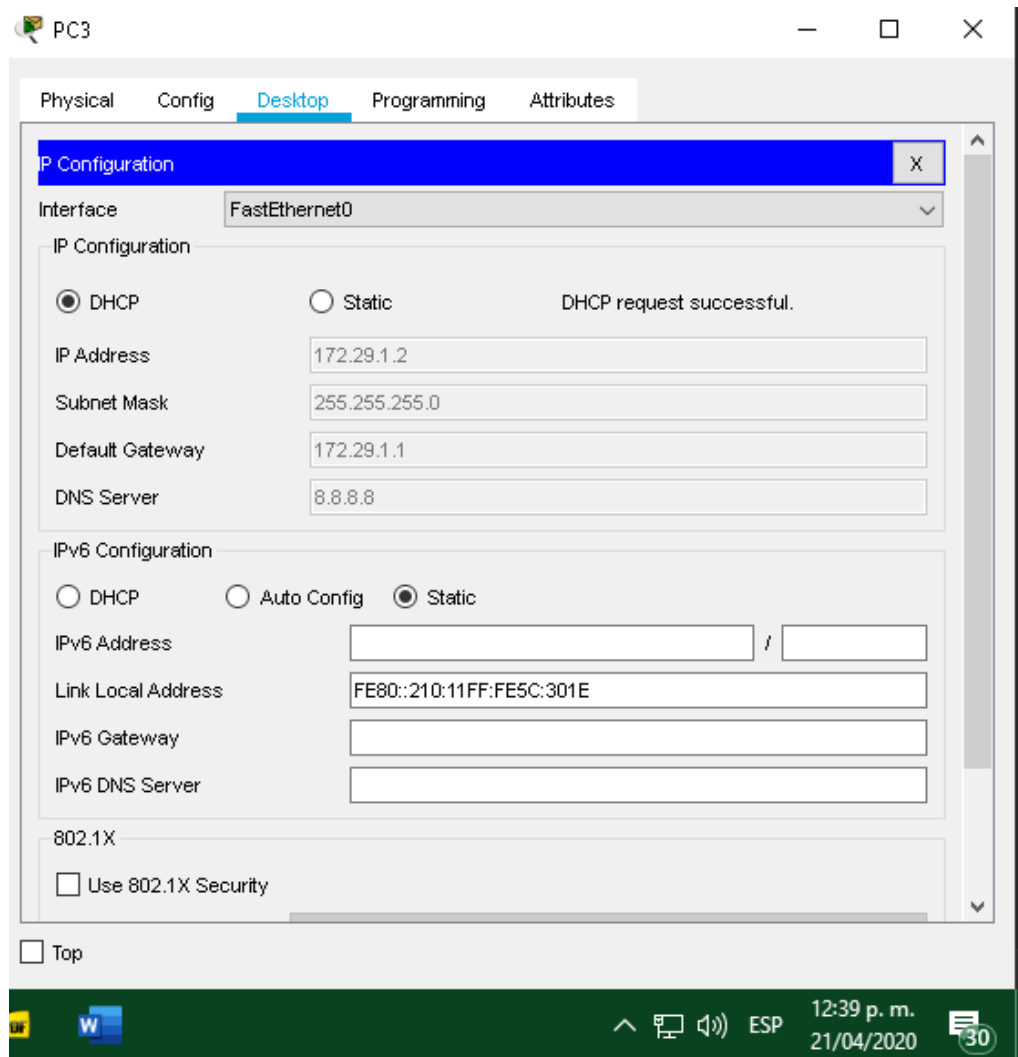 PC3
Physical Config Desktop Programming Attributes
IP Configuration X
Interface FastEthernet0
IP Configuration
DHCP Static DHCP request successful.
IP Address 172.29.1.2
Subnet Mask 255.255.255.0
Default Gateway 172.29.1.1
DNS Server 8.8.8.8
IPv6 Configuration
DHCP Auto Config Static
IPv6 Address /
Link Local Address FE80::210:11FF:FE5C:301E
IPv6 Gateway
IPv6 DNS Server
802.1X
Use 802.1X Security
Top
W ESP 12:39 p. m.
21/04/2020 30